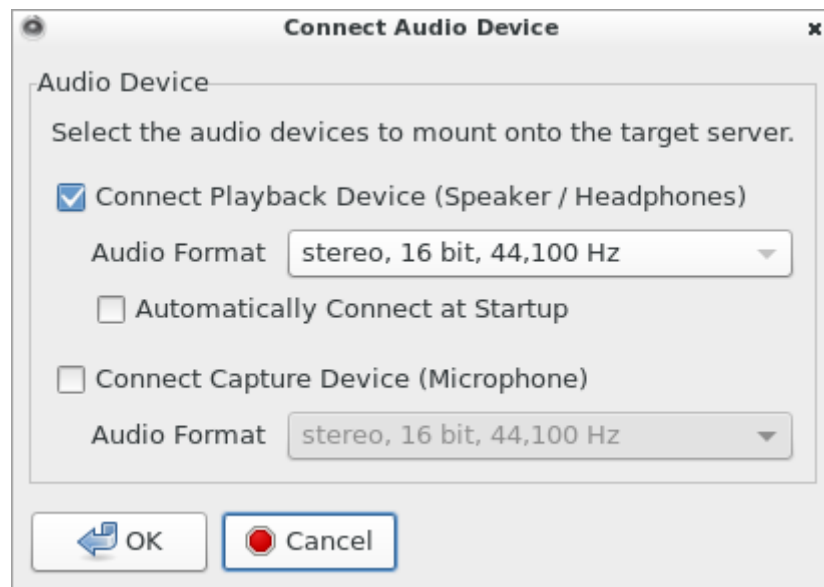 Connect Audio Device
Audio Device
Select the audio devices to mount onto the target server.
Connect Playback Device (Speaker / Headphones)
Audio Format stereo, 16 bit, 44,100 Hz
Automatically Connect at Startup
Connect Capture Device (Microphone)
Audio Format stereo, 16 bit, 44,100 Hz
OK Cancel